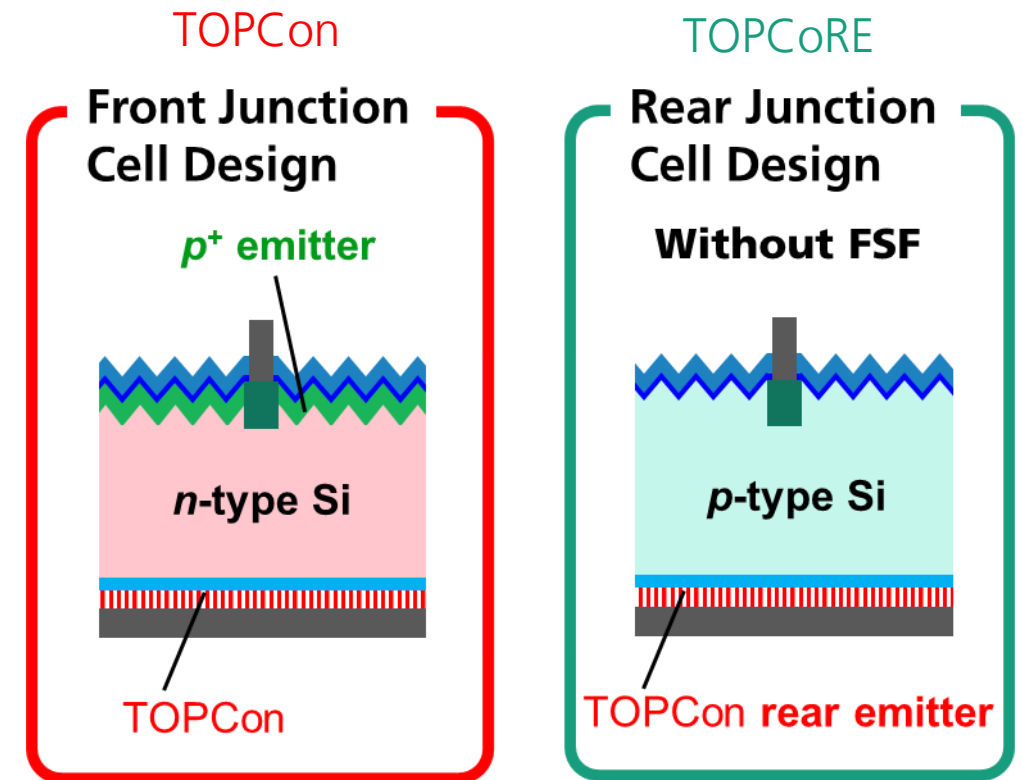 TOPCon
Front Junction
Cell Design
p⁺ emitter
n-type Si
TOPCon
TOPCoRE
Rear Junction
Cell Design
Without FSF
p-type Si
TOPCon rear emitter